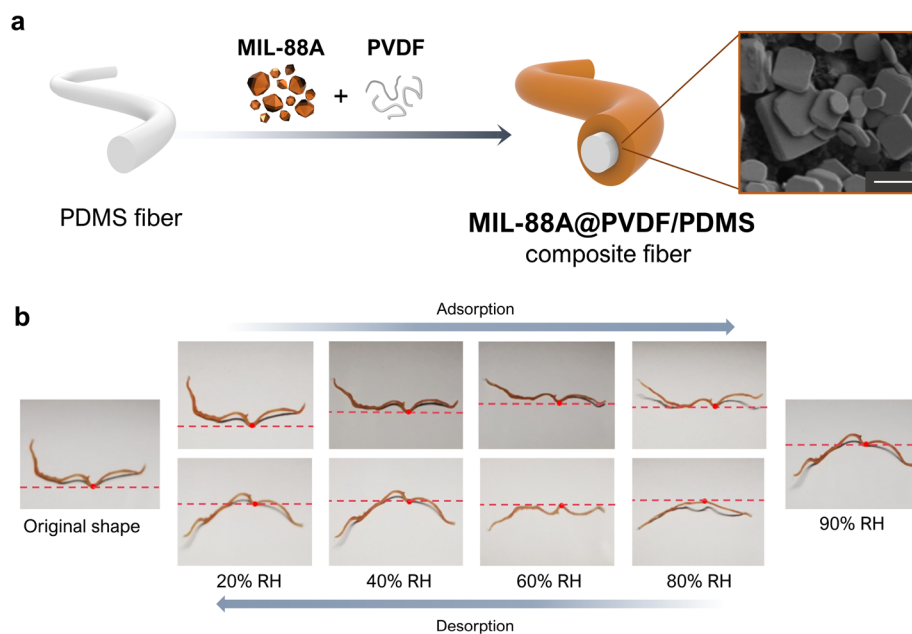 a
MIL-88A
PVDF
+
PDMS fiber
MIL-88A@PVDF/PDMS
composite fiber
b
Adsorption
Original shape
90% RH
20% RH
40% RH
60% RH
80% RH
Desorption